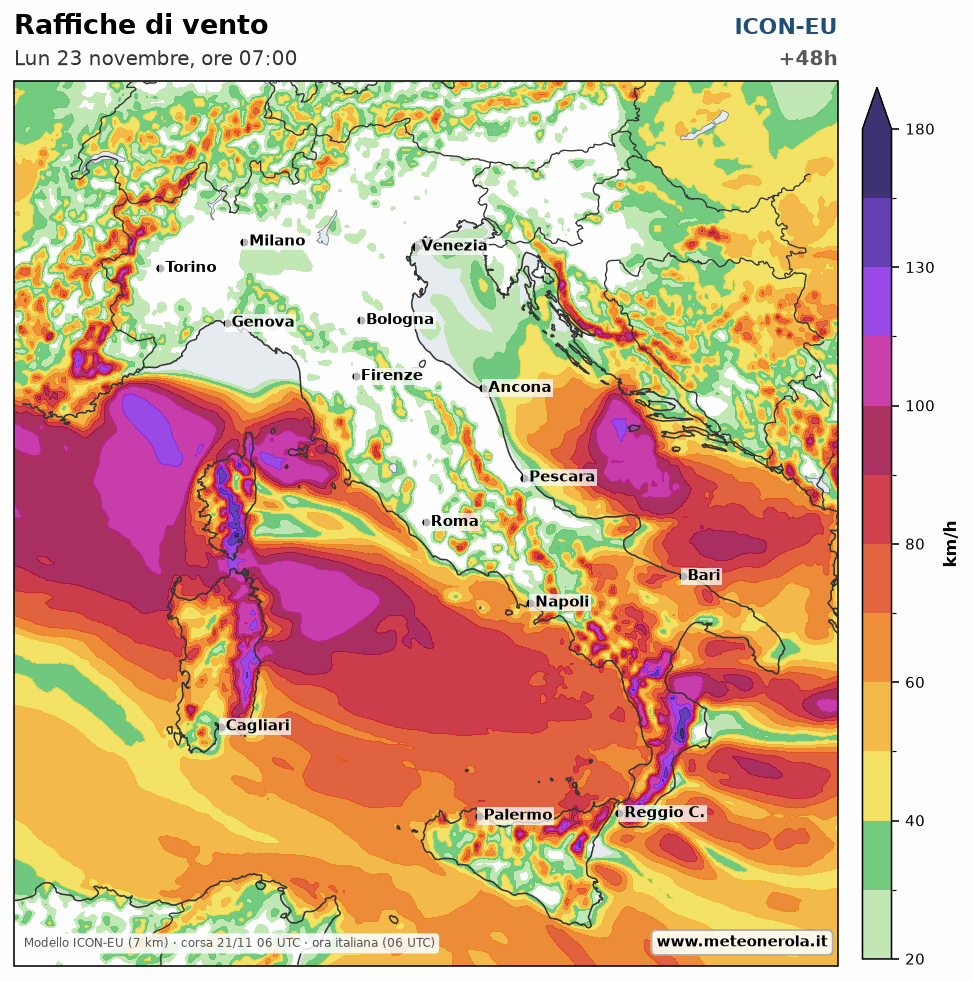 Raffiche di vento
ICON-EU
Lun 23 novembre, ore 07:00
+48h
180
130
100
80
60
40
20
km/h
Milano
Venezia
Torino
Genova
Bologna
Firenze
Ancona
Pescara
Roma
Bari
Napoli
Cagliari
Palermo
Reggio C.
Modello ICON-EU (7 km) · corsa 21/11 06 UTC · ora italiana (06 UTC)
www.meteonerola.it